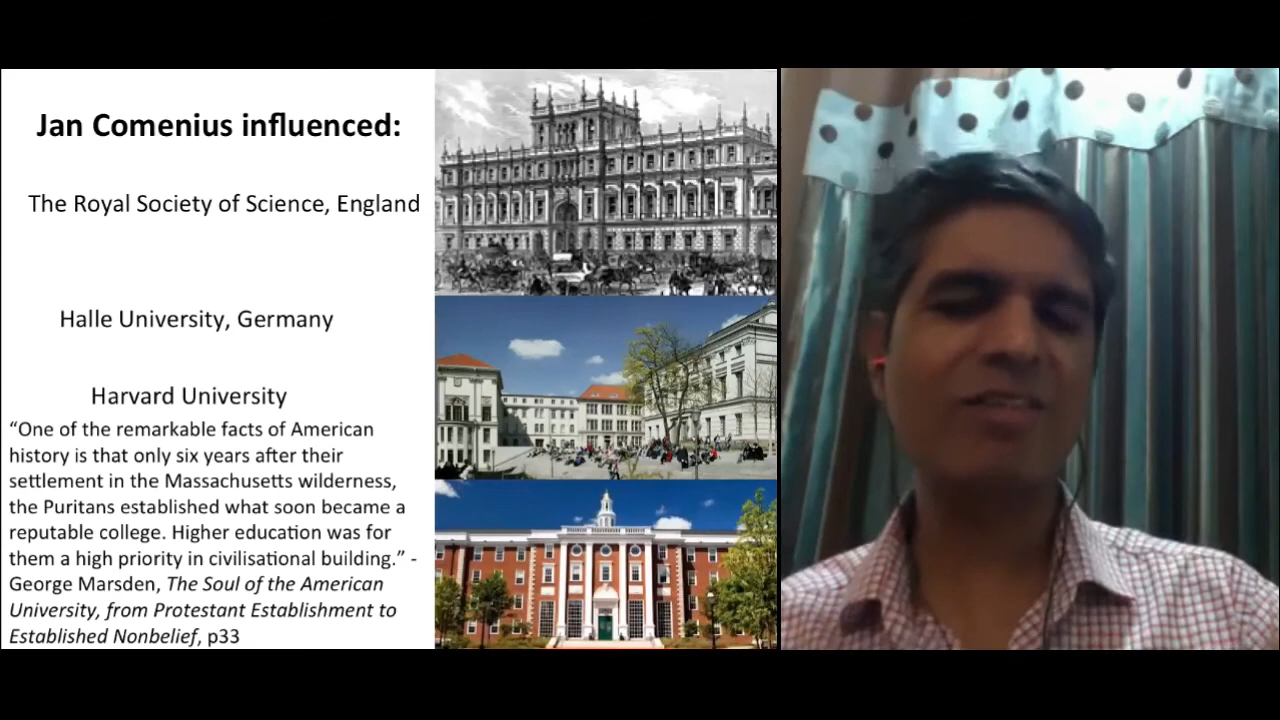 Jan Comenius influenced:
The Royal Society of Science, England
Halle University, Germany
Harvard University
“One of the remarkable facts of American
history is that only six years after their
settlement in the Massachusetts wilderness,
the Puritans established what soon became a
reputable college. Higher education was for
them a high priority in civilisational building.” -
George Marsden, The Soul of the American
University, from Protestant Establishment to
Established Nonbelief, p33